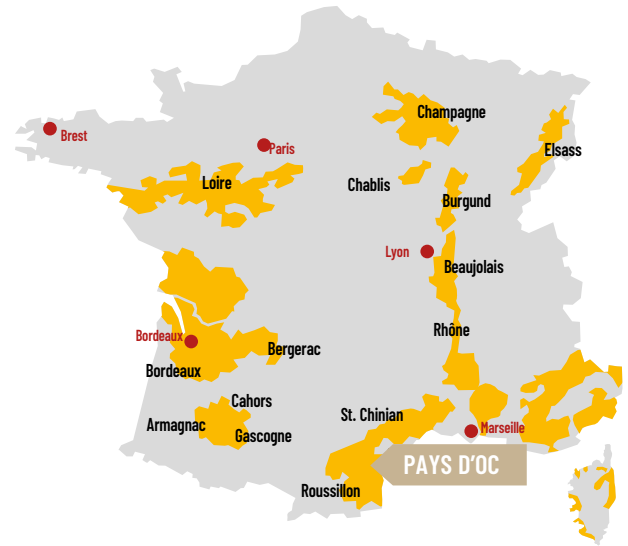 Champagne
Brest
Paris
Elsass
Loire
Chablis
Burgund
Lyon
Beaujolais
Rhône
Bordeaux
Bergerac
Bordeaux
Cahors
St. Chinian
Armagnac
Marseille
Gascogne
PAYS D'OC
Roussillon